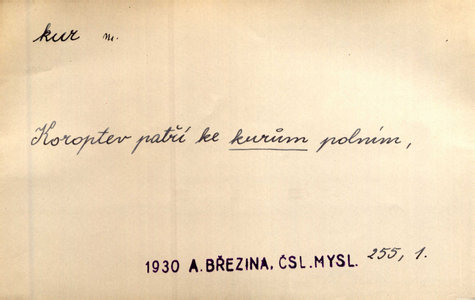 kur m.
Koroptev patří ke kurům polním,
1930 A. BŘEZINA, ČSL. MYSL. 255, 1.